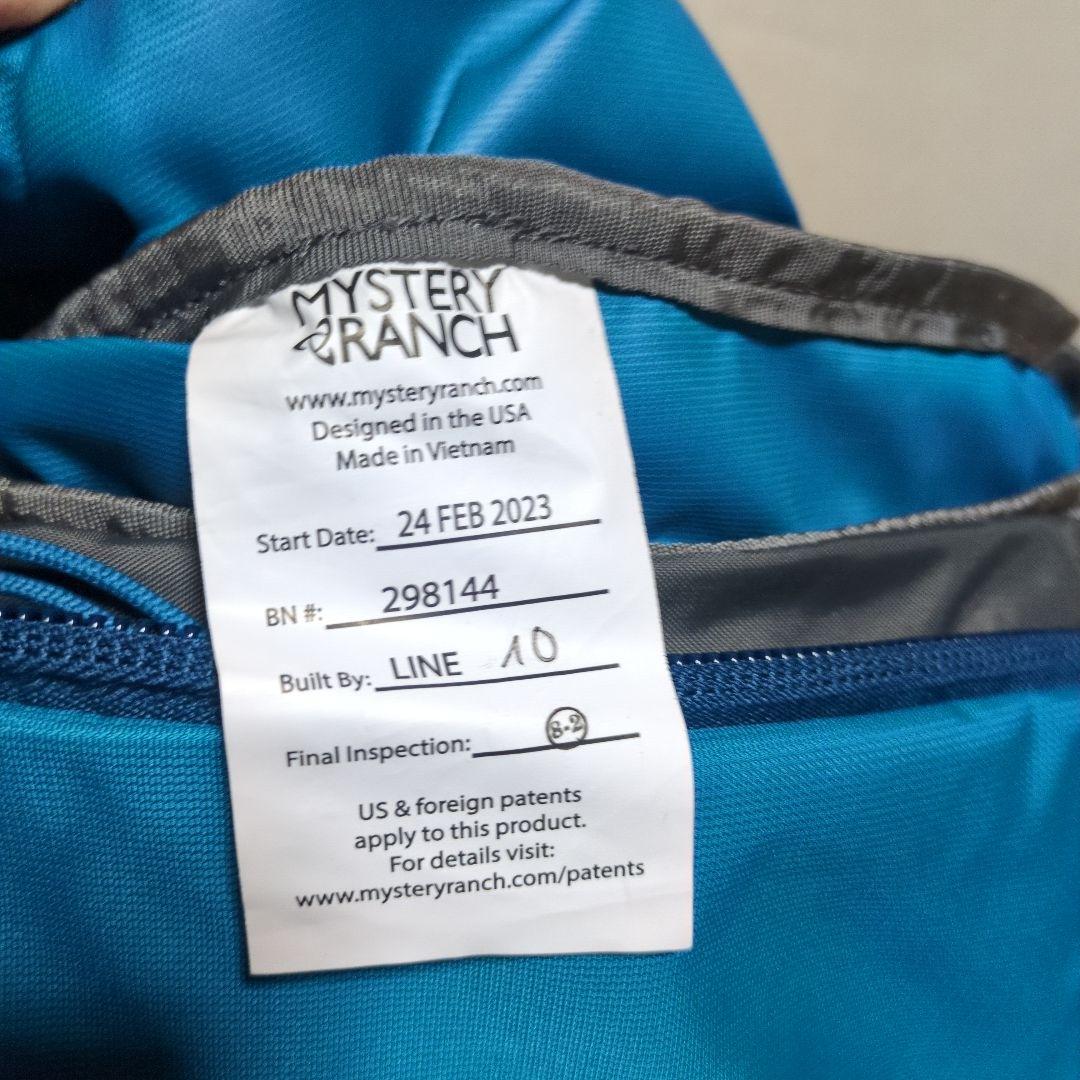 MYSTERY
RANCH
www.mysteryranch.com
Designed in the USA
Made in Vietnam
Start Date: 24 FEB 2023
BN #: 298144
Built By: LINE 10
Final Inspection: 8-2
US & foreign patents
apply to this product.
For details visit:
www.mysteryranch.com/patents